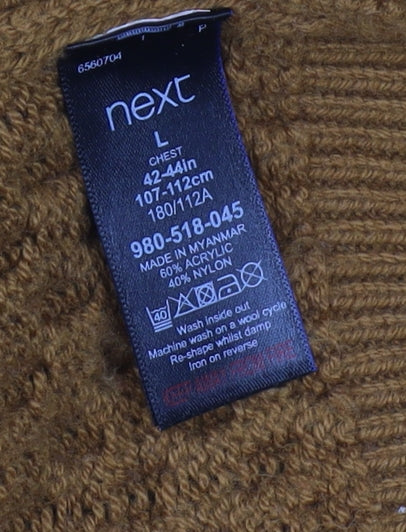 6560704
next
L
CHEST
42-44in
107-112cm
180/112A
980-518-045
MADE IN MYANMAR
60% ACRYLIC
40% NYLON
40
Wash inside out
Machine wash on a wool cycle
Re-shape whilst damp
Iron on reverse